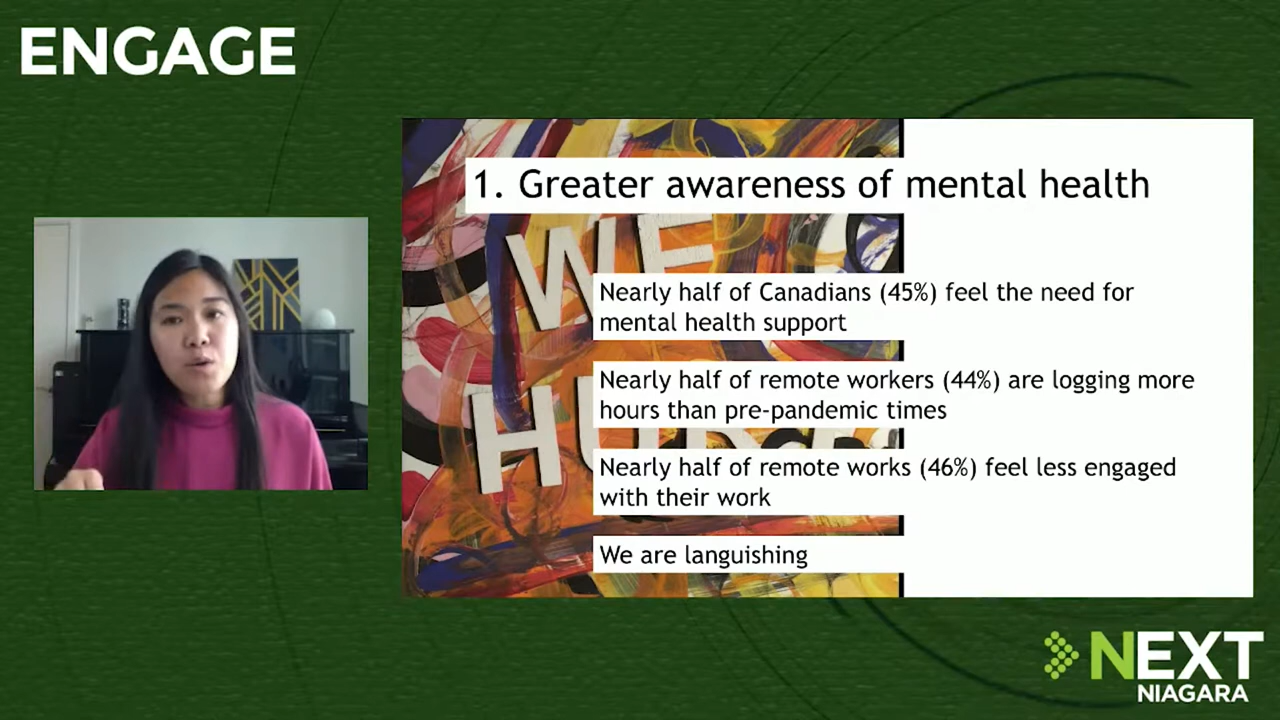 ENGAGE
1. Greater awareness of mental health
WE
Nearly half of Canadians (45%) feel the need for
mental health support
Nearly half of remote workers (44%) are logging more
hours than pre-pandemic times
Nearly half of remote works (46%) feel less engaged
with their work
We are languishing
NEXT
NIAGARA